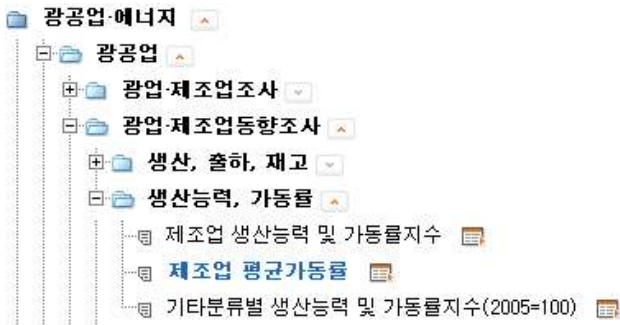 광공업·에너지
광공업
광업·제조업조사
광업·제조업동향조사
생산, 출하, 재고
생산능력, 가동률
제조업 생산능력 및 가동률지수
제조업 평균가동률
기타분류별 생산능력 및 가동률지수(2005=100)